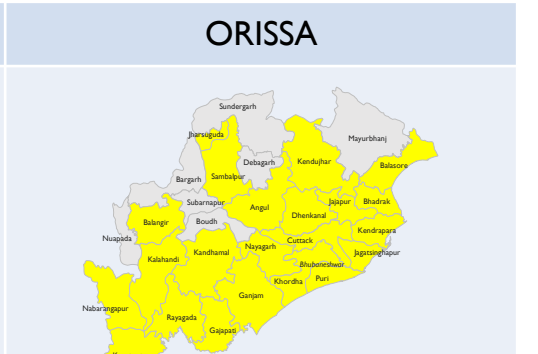 ORISSA
Sundergarh
Jharsuguda
Mayurbhanj
Debagarh
Kendujhar
Balasore
Bargarh
Sambalpur
Subarnapur
Angul
Jajapur
Bhadrak
Dhenkanal
Balangir
Boudh
Kendrapara
Nuapada
Nayagarh
Cuttack
Kalahandi
Kandhamal
Jagatsinghapur
Bhubaneshwor
Khordha
Puri
Ganjam
Nabarangapur
Rayagada
Gajapati